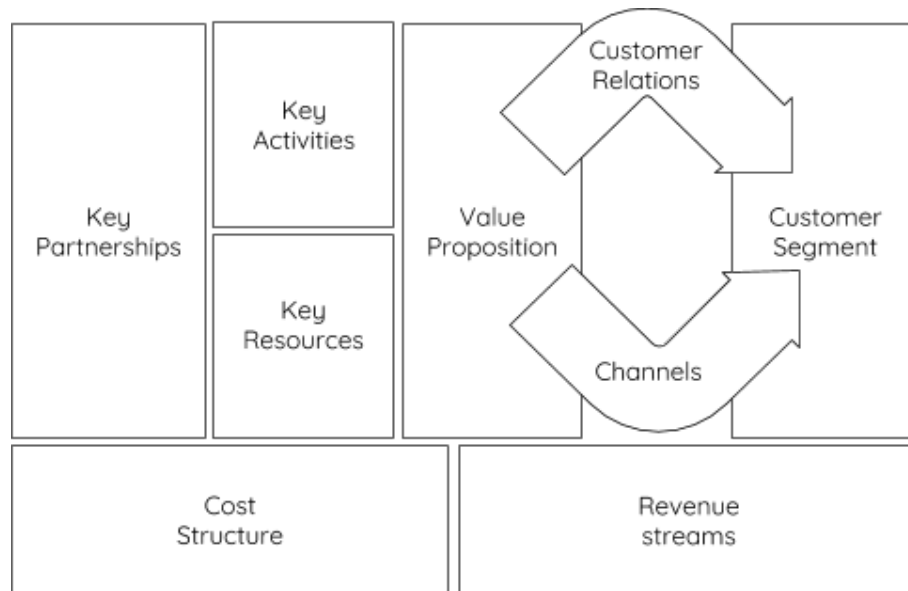 Key
Partnerships
Key
Activities
Key
Resources
Value
Proposition
Customer
Relations
Channels
Customer
Segment
Cost
Structure
Revenue
streams